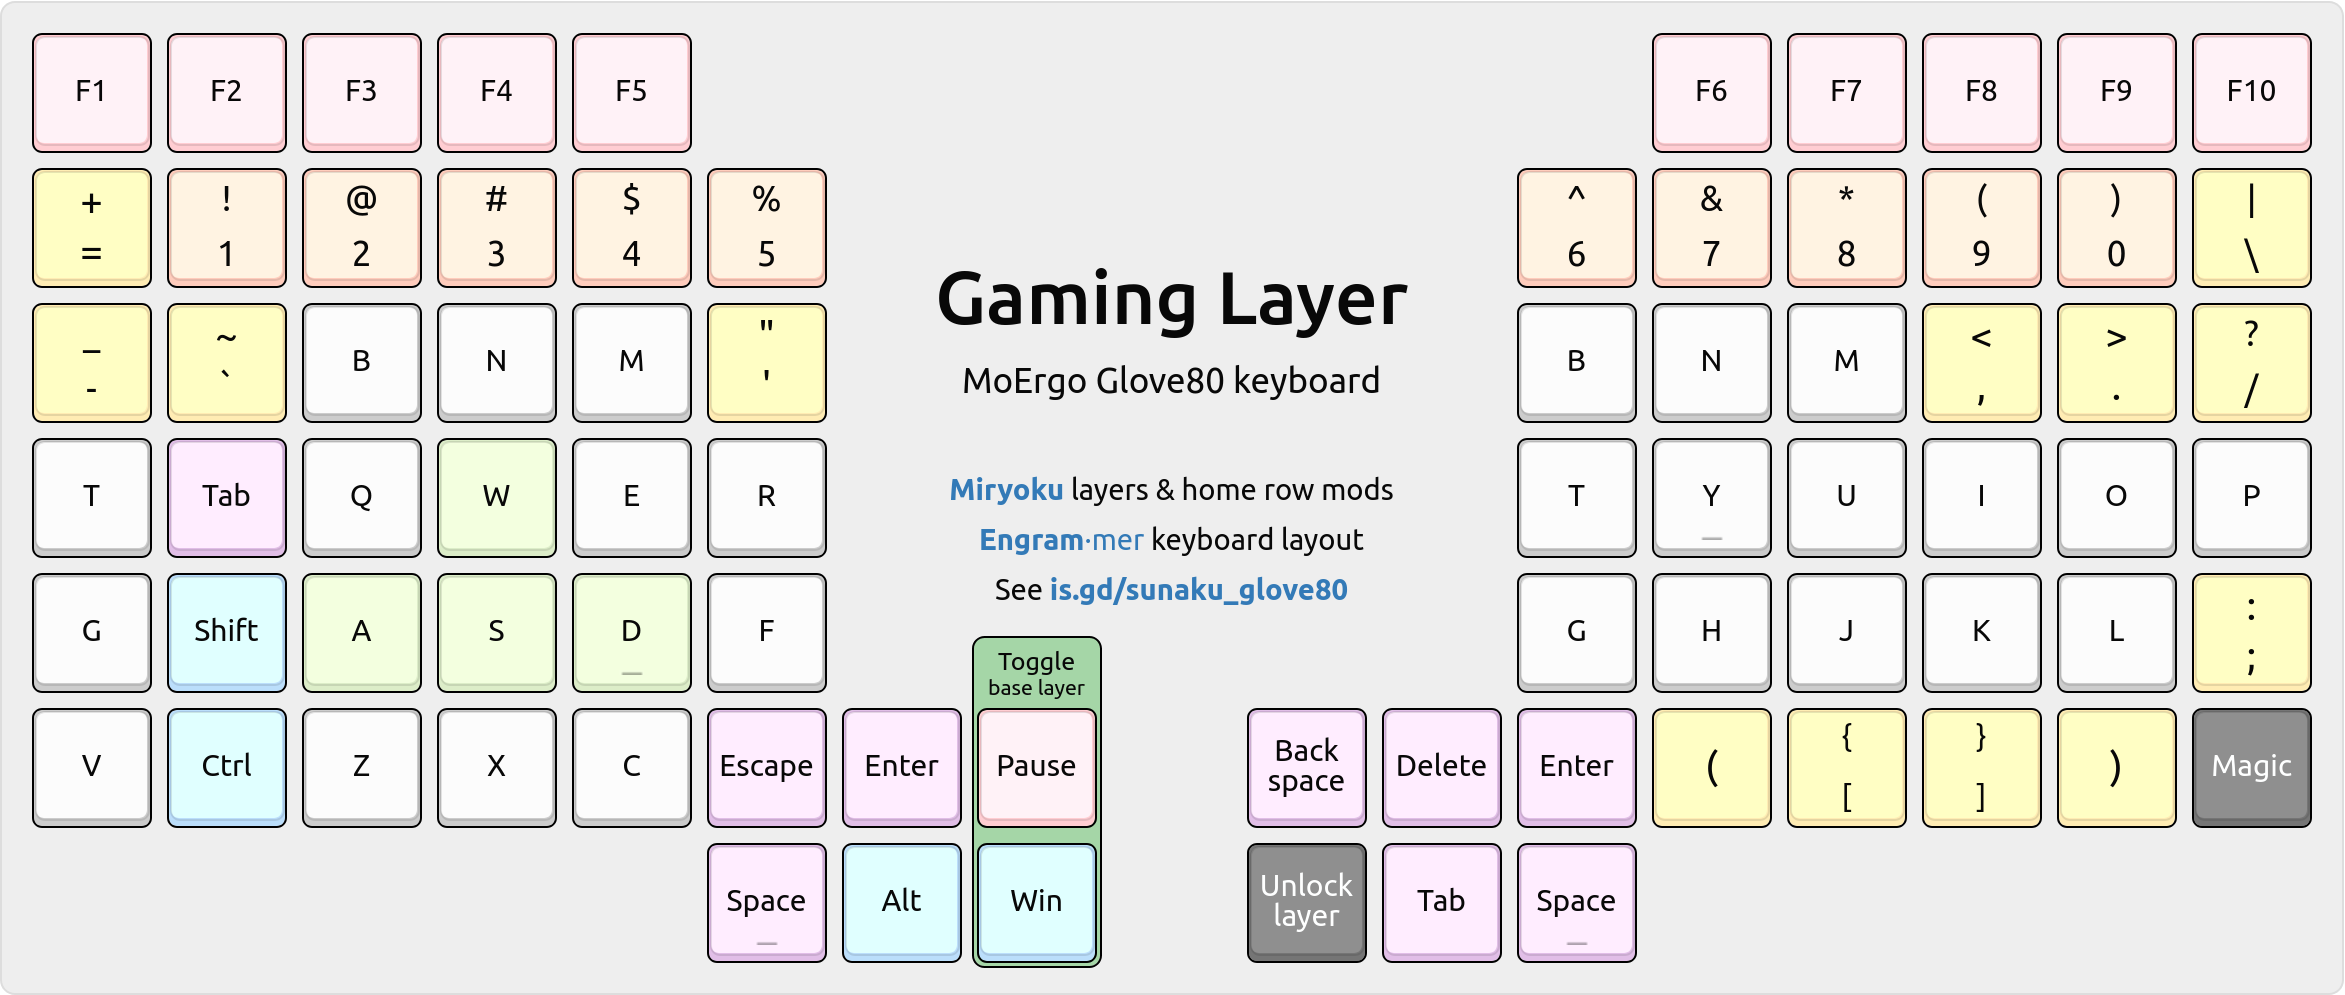 F1 F2 F3 F4 F5 F6 F7 F8 F9 F10
+ ! @ # $ % ^ & * ( ) |
= 1 2 3 4 5 6 7 8 9 0 \
Gaming Layer
_ ~ B N M " B N M < > ?
- ` ' , . /
MoErgo Glove80 keyboard
T Tab Q W E R T Y U I O P
Miryoku layers & home row mods
Engram·mer keyboard layout
See is.gd/sunaku_glove80
G Shift A S D F G H J K L :
;
Toggle
base layer
V Ctrl Z X C Escape Enter Pause Back Delete Enter ( { } ) Magic
space [ ]
Space Alt Win Unlock Tab Space
layer